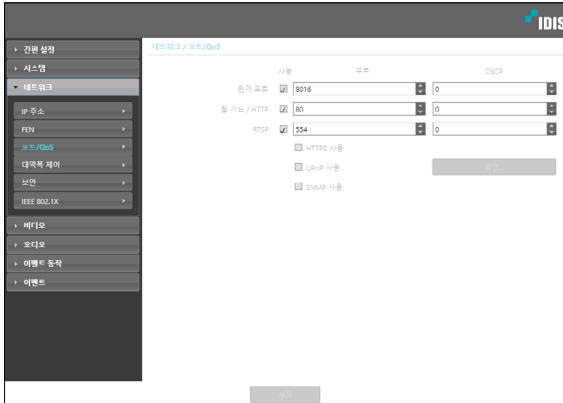 IDIS
간편 설정
시스템
네트워크
IP 주소
FEN
포트/QoS
대역폭 제어
보안
IEEE 802.1X
비디오
오디오
이벤트 동작
이벤트
네트워크 / 포트/QoS
사용 포트 DSCP
원격 포트 8016 0
웹 가드 / HTTP 80 0
RTSP 554 0
HTTPS 사용
UPnP 사용 확인...
SNMP 사용
저장